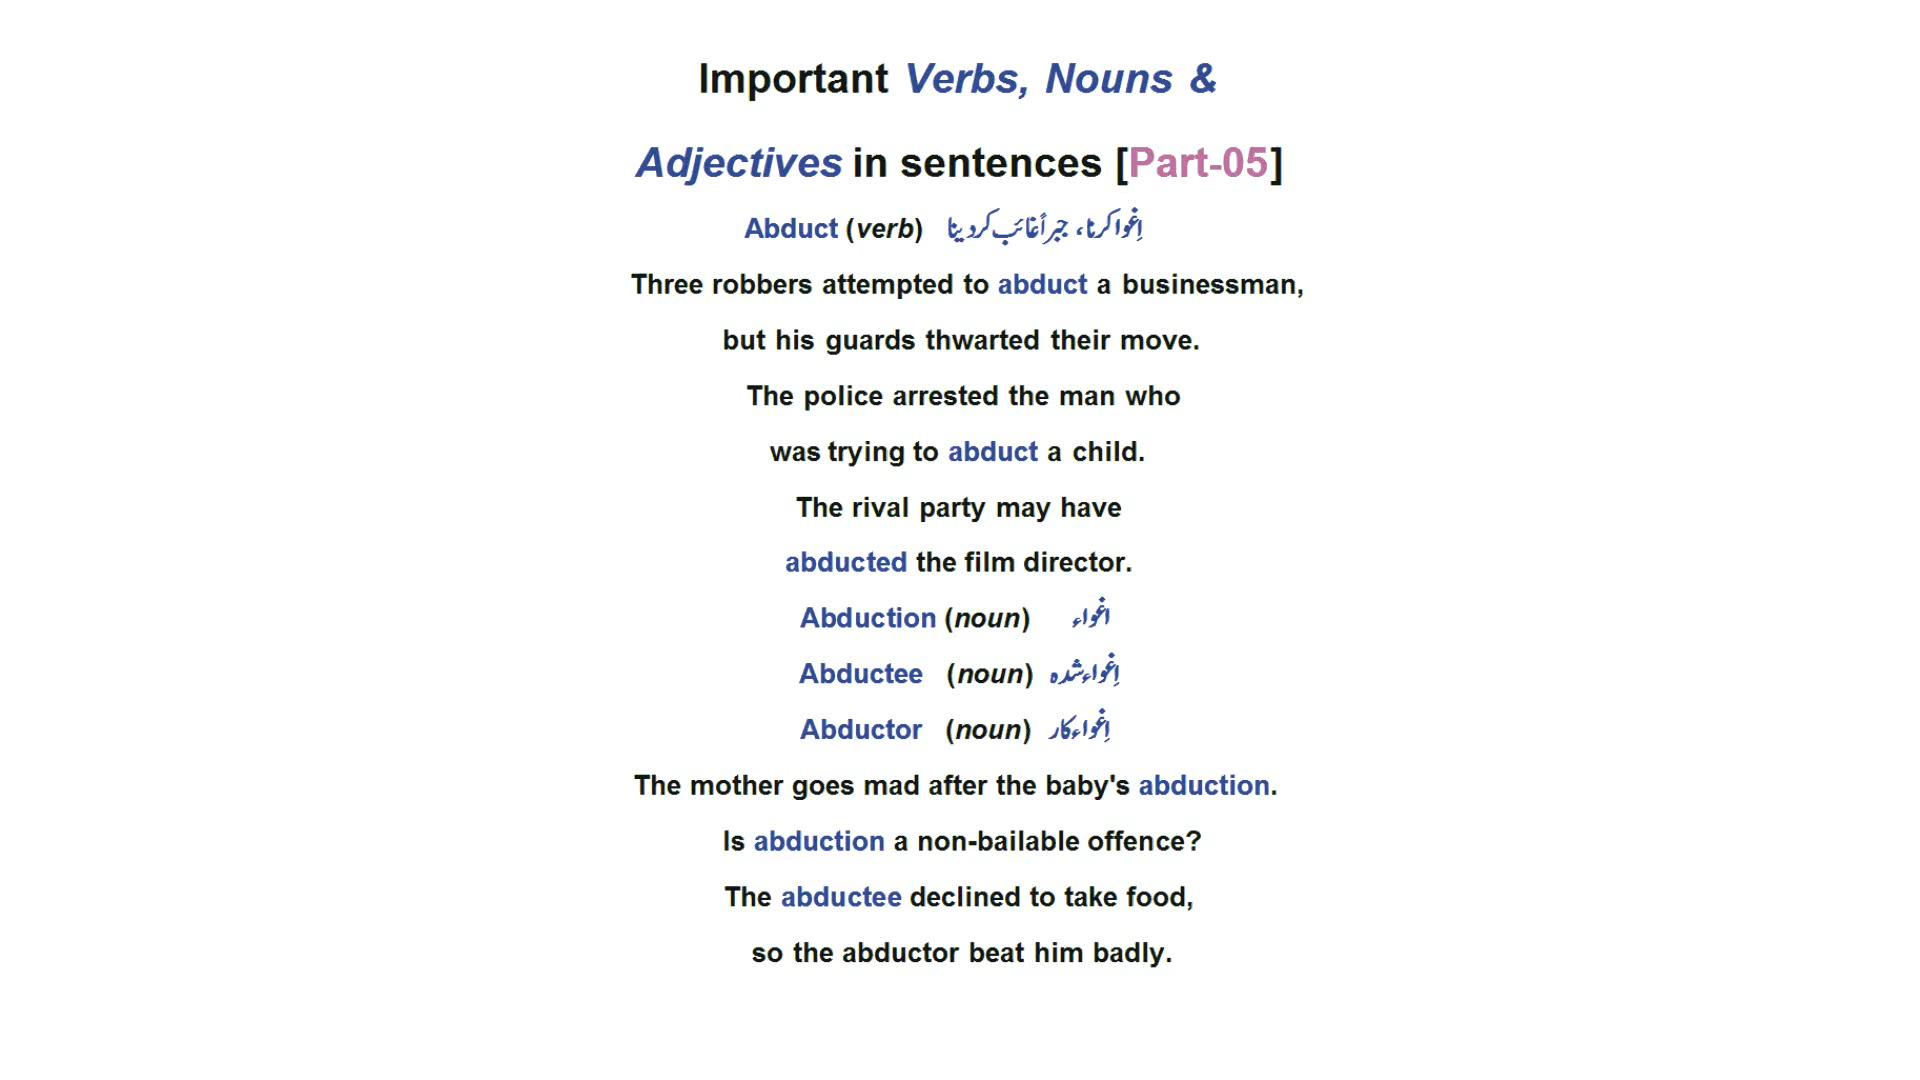 Important Verbs, Nouns &
Adjectives in sentences [Part-05]
Abduct (verb) اِغوا کرنا، جبراً غائب کردینا
Three robbers attempted to abduct a businessman,
but his guards thwarted their move.
The police arrested the man who
was trying to abduct a child.
The rival party may have
abducted the film director.
Abduction (noun) اغواء
Abductee (noun) اِغواء شدہ
Abductor (noun) اِغواء کار
The mother goes mad after the baby's abduction.
Is abduction a non-bailable offence?
The abductee declined to take food,
so the abductor beat him badly.